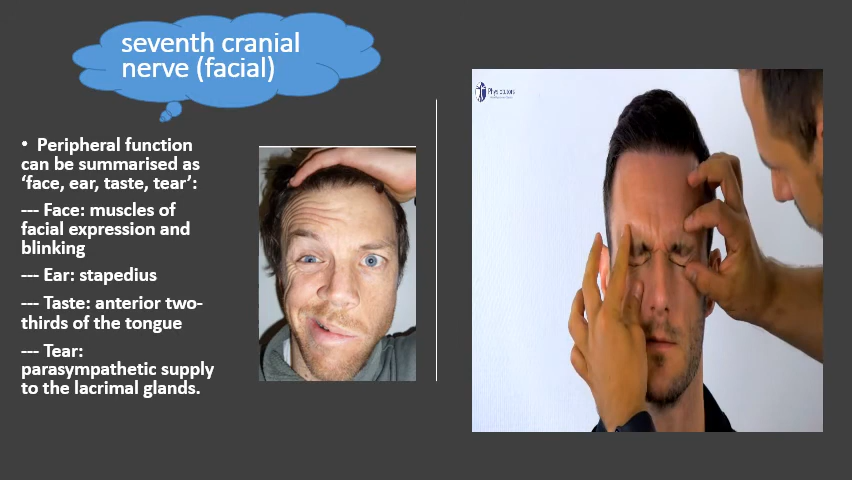 seventh cranial
nerve (facial)
• Peripheral function
can be summarised as
‘face, ear, taste, tear’:
--- Face: muscles of
facial expression and
blinking
--- Ear: stapedius
--- Taste: anterior two-
thirds of the tongue
--- Tear:
parasympathetic supply
to the lacrimal glands.
Physiotutors